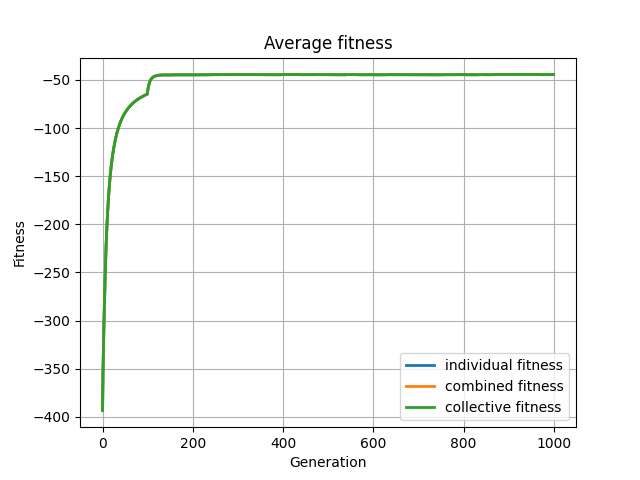 Average fitness
Fitness
−50
−100
−150
−200
−250
−300
−350
−400
0
200
400
600
800
1000
Generation
individual fitness
combined fitness
collective fitness